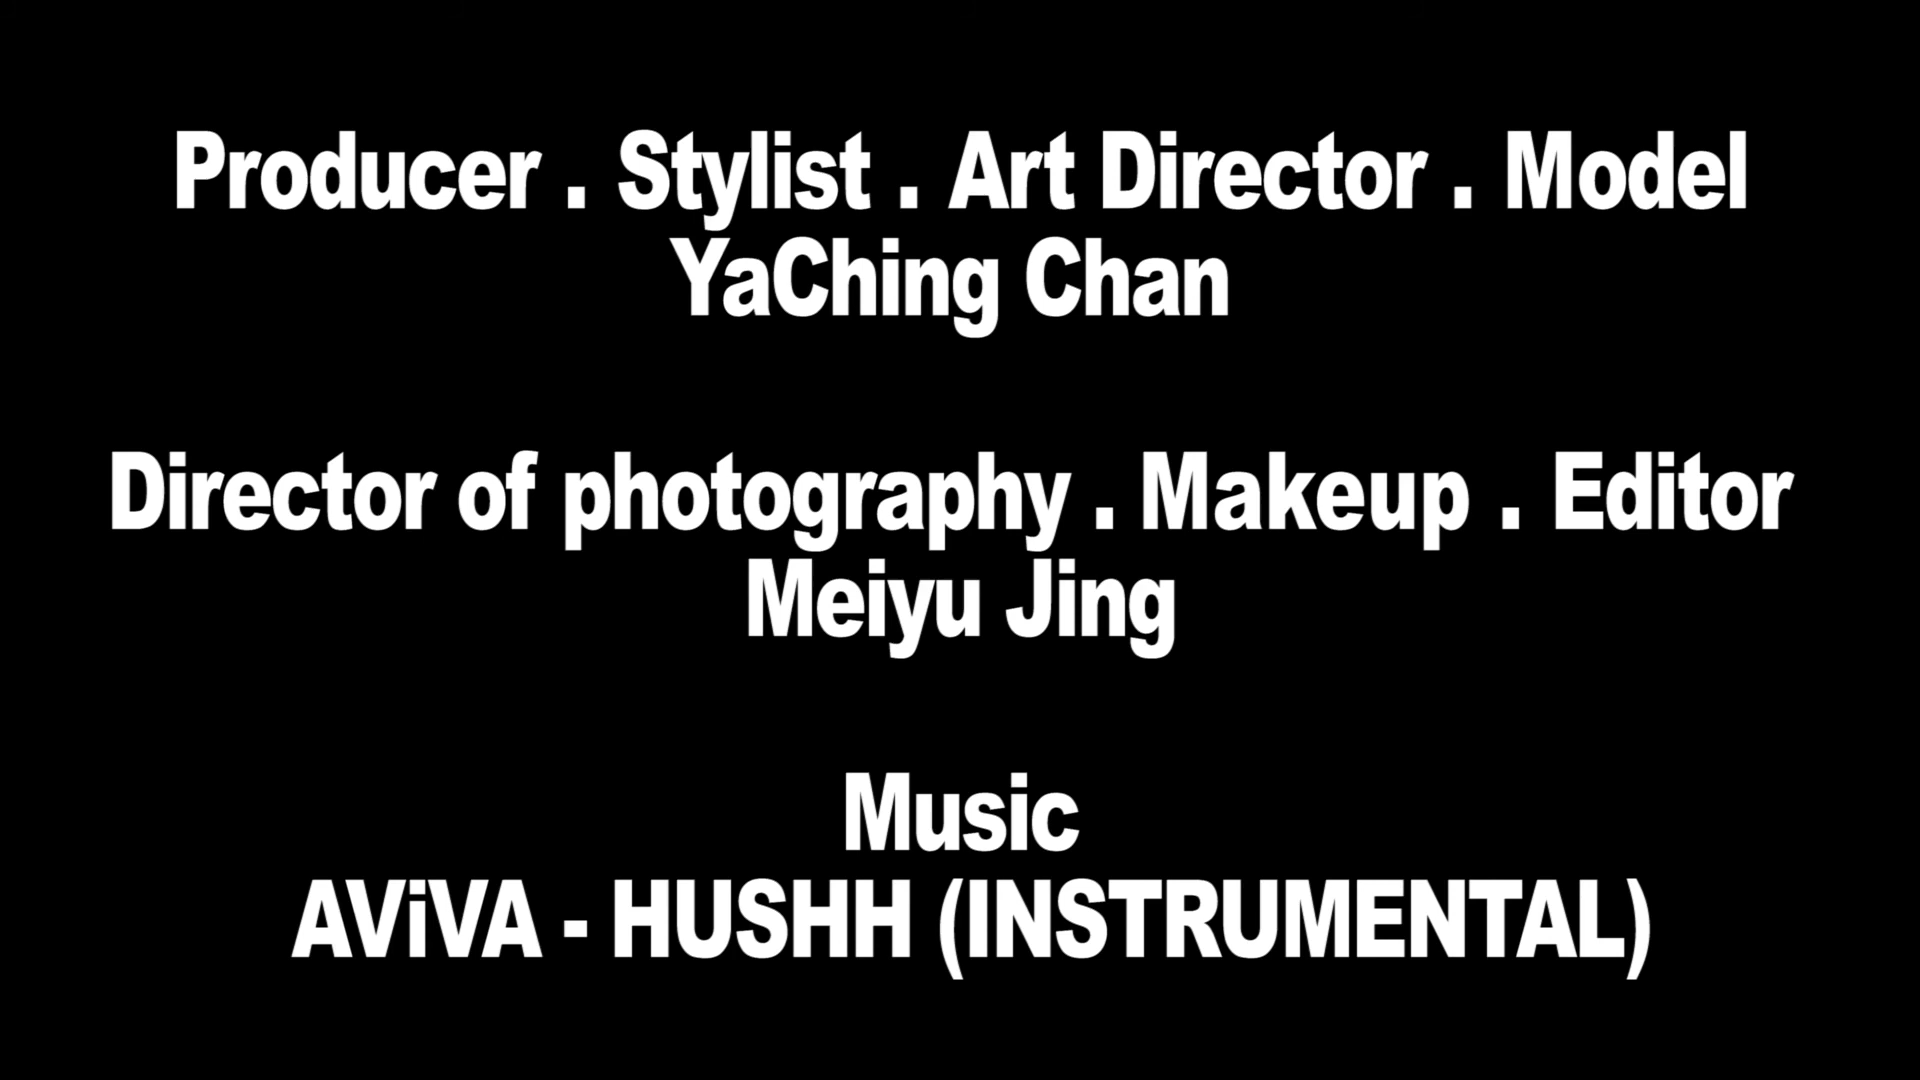 Producer . Stylist . Art Director . Model
YaChing Chan
Director of photography . Makeup . Editor
Meiyu Jing
Music
AViVA - HUSHH (INSTRUMENTAL)